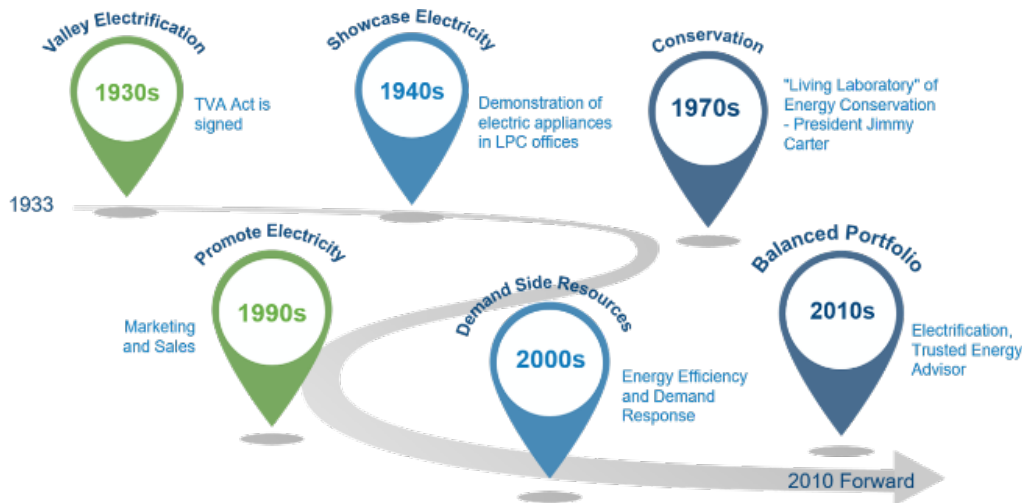 Valley Electrification
1930s
TVA Act is
signed
Showcase Electricity
1940s
Demonstration of
electric appliances
in LPC offices
Conservation
1970s
"Living Laboratory" of
Energy Conservation
- President Jimmy
Carter
1933
Promote Electricity
1990s
Marketing
and Sales
Demand Side Resources
2000s
Energy Efficiency
and Demand
Response
Balanced Portfolio
2010s
Electrification,
Trusted Energy
Advisor
2010 Forward